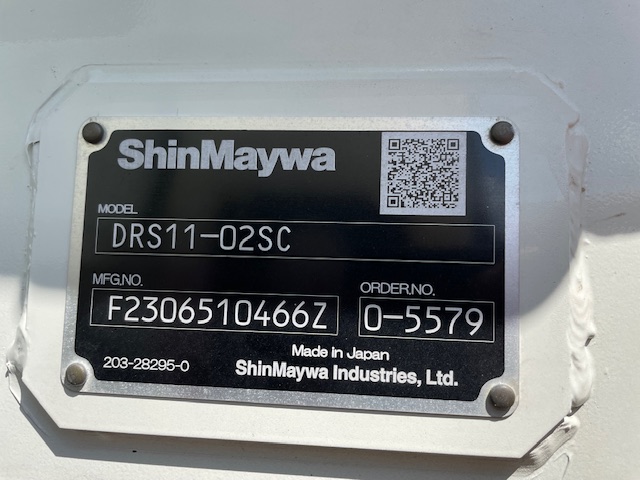 ShinMaywa
MODEL
DRS11-02SC
MFG.NO. ORDER.NO.
F2306510466Z 0-5579
Made in Japan
203-28295-0 ShinMaywa Industries, Ltd.